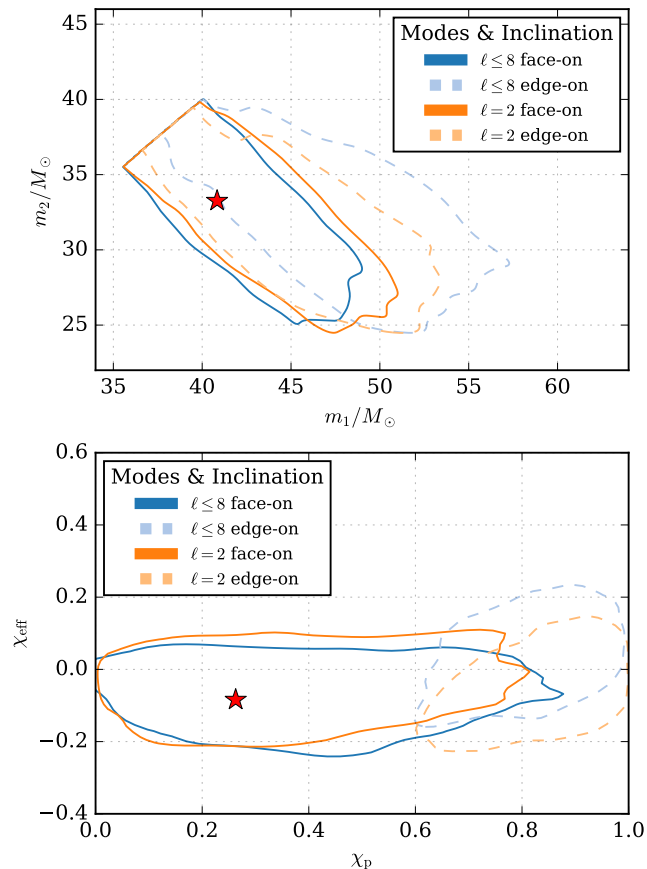 45
40
35
30
25
m₂/M⊙
Modes & Inclination
ℓ ≤ 8 face-on
ℓ ≤ 8 edge-on
ℓ = 2 face-on
ℓ = 2 edge-on
35 40 45 50 55 60
m₁/M⊙
0.6
0.4
0.2
0.0
−0.2
−0.4
χeff
Modes & Inclination
ℓ ≤ 8 face-on
ℓ ≤ 8 edge-on
ℓ = 2 face-on
ℓ = 2 edge-on
0.0 0.2 0.4 0.6 0.8 1.0
χp